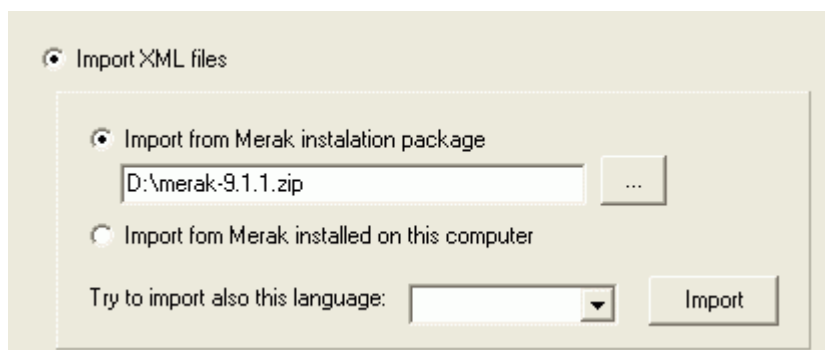 Import XML files
Import from Merak instalation package
D:\merak-9.1.1.zip
...
Import fom Merak installed on this computer
Try to import also this language:
Import